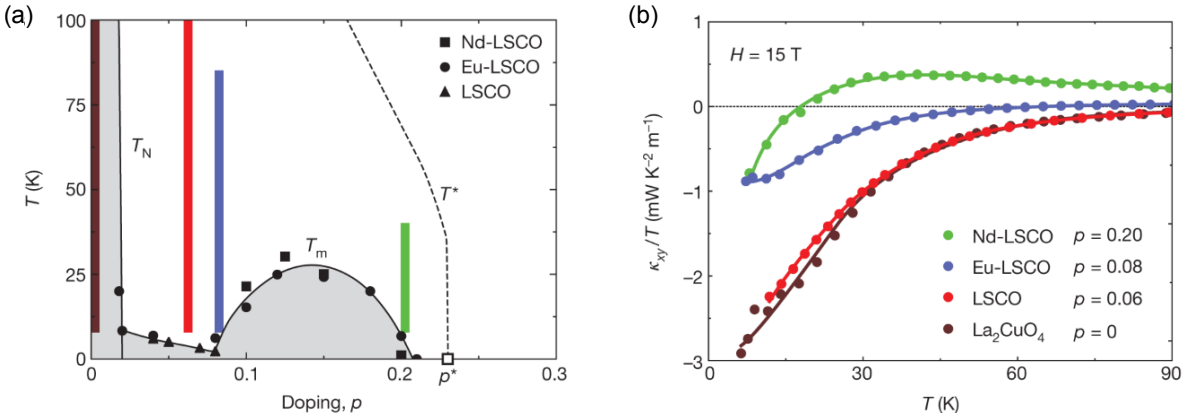 (a)
100
75
50
25
0
T (K)
0
0.1
0.2
0.3
p*
Doping, p
T_N
T_m
T*
■ Nd-LSCO
● Eu-LSCO
▲ LSCO
(b)
1
0
−1
−2
−3
κ_xy/T (mW K⁻² m⁻¹)
H = 15 T
Nd-LSCO p = 0.20
Eu-LSCO p = 0.08
LSCO p = 0.06
La₂CuO₄ p = 0
0
30
60
90
T (K)